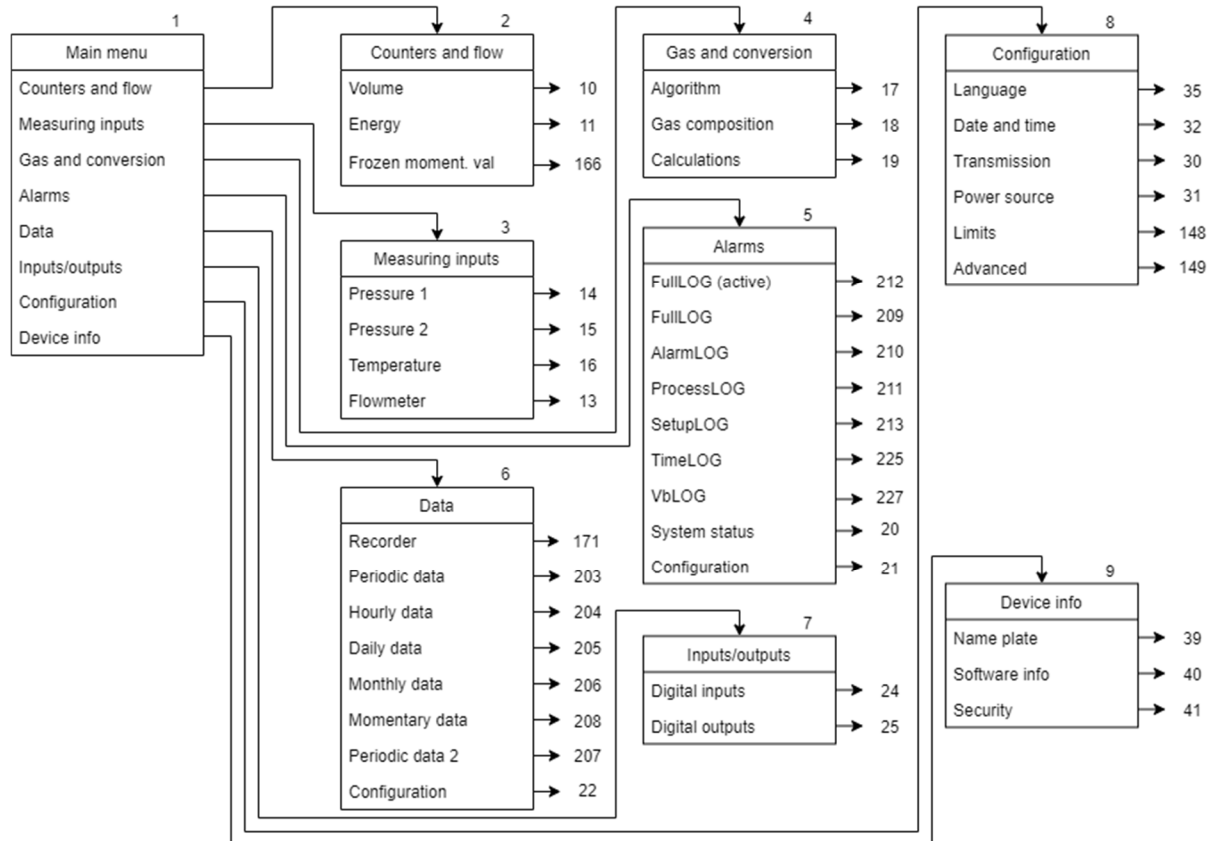 1
Main menu
Counters and flow
Measuring inputs
Gas and conversion
Alarms
Data
Inputs/outputs
Configuration
Device info
2
Counters and flow
Volume 10
Energy 11
Frozen moment. val 166
3
Measuring inputs
Pressure 1 14
Pressure 2 15
Temperature 16
Flowmeter 13
4
Gas and conversion
Algorithm 17
Gas composition 18
Calculations 19
5
Alarms
FullLOG (active) 212
FullLOG 209
AlarmLOG 210
ProcessLOG 211
SetupLOG 213
TimeLOG 225
VbLOG 227
System status 20
Configuration 21
6
Data
Recorder 171
Periodic data 203
Hourly data 204
Daily data 205
Monthly data 206
Momentary data 208
Periodic data 2 207
Configuration 22
7
Inputs/outputs
Digital inputs 24
Digital outputs 25
8
Configuration
Language 35
Date and time 32
Transmission 30
Power source 31
Limits 148
Advanced 149
9
Device info
Name plate 39
Software info 40
Security 41